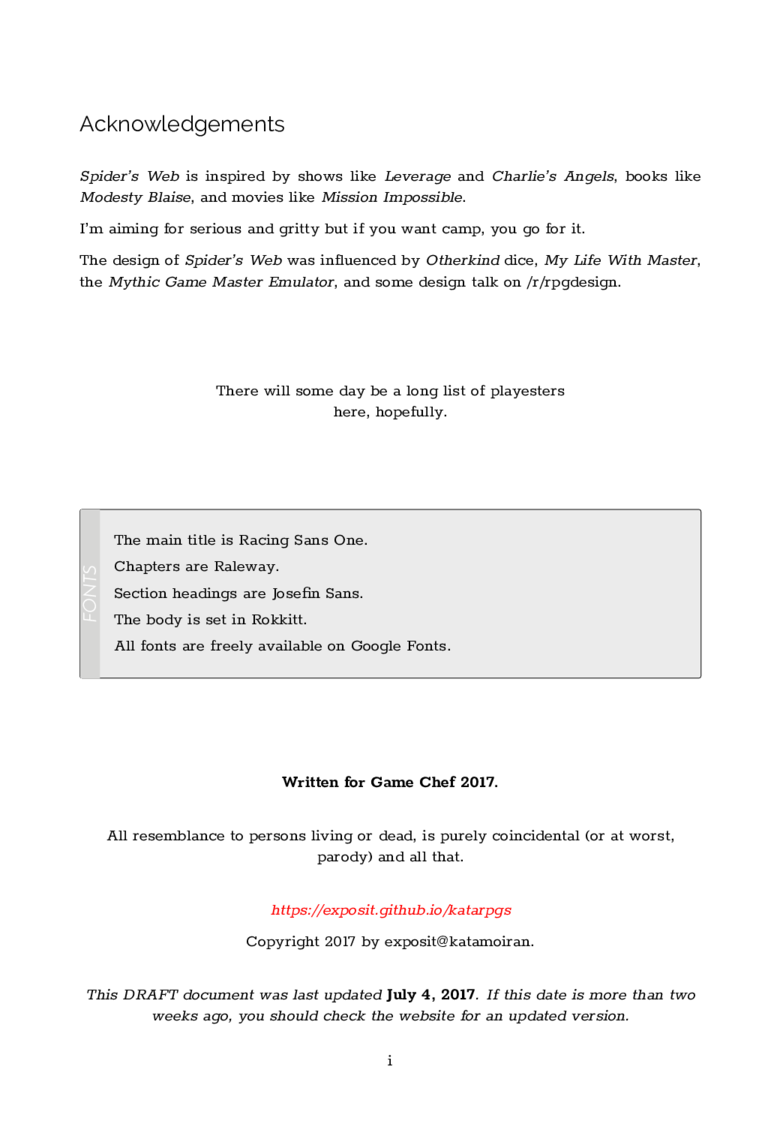 Acknowledgements
Spider's Web is inspired by shows like Leverage and Charlie's Angels, books like
Modesty Blaise, and movies like Mission Impossible.
I'm aiming for serious and gritty but if you want camp, you go for it.
The design of Spider's Web was influenced by Otherkind dice, My Life With Master,
the Mythic Game Master Emulator, and some design talk on /r/rpgdesign.
There will some day be a long list of playesters
here, hopefully.
FONTS
The main title is Racing Sans One.
Chapters are Raleway.
Section headings are Josefin Sans.
The body is set in Rokkitt.
All fonts are freely available on Google Fonts.
Written for Game Chef 2017.
All resemblance to persons living or dead, is purely coincidental (or at worst,
parody) and all that.
https://exposit.github.io/katarpgs
Copyright 2017 by exposit@katamoiran.
This DRAFT document was last updated July 4, 2017. If this date is more than two
weeks ago, you should check the website for an updated version.
i